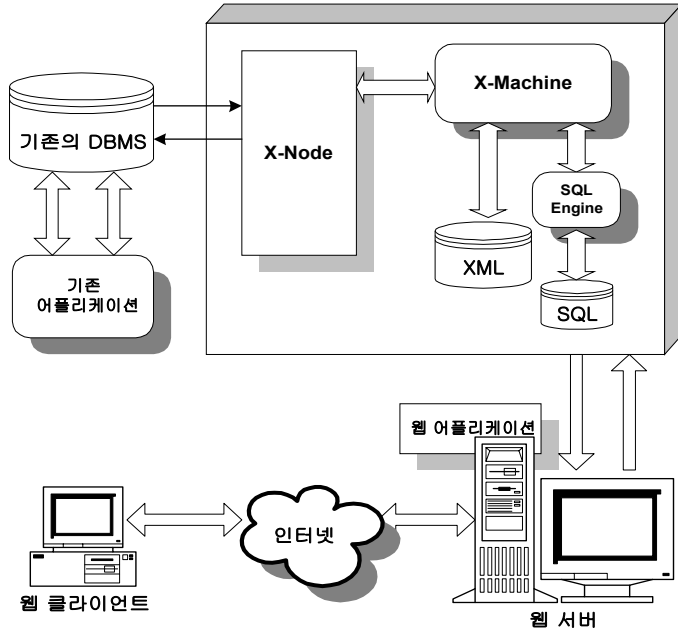 기존의 DBMS
X-Node
X-Machine
SQL
Engine
XML
SQL
기존
어플리케이션
웹 어플리케이션
인터넷
웹 클라이언트
웹 서버